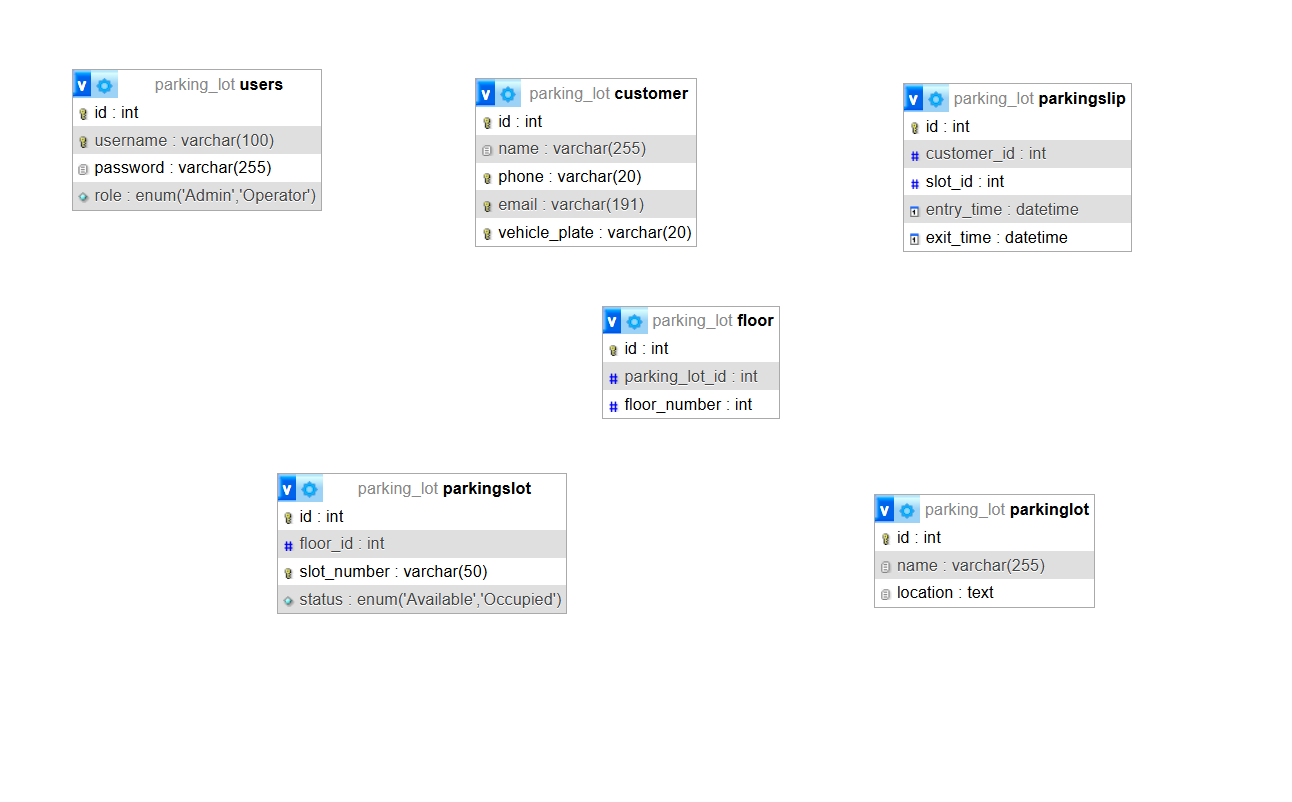 v parking_lot users
id : int
username : varchar(100)
password : varchar(255)
role : enum('Admin','Operator')
v parking_lot customer
id : int
name : varchar(255)
phone : varchar(20)
email : varchar(191)
vehicle_plate : varchar(20)
v parking_lot parkingslip
id : int
# customer_id : int
# slot_id : int
entry_time : datetime
exit_time : datetime
v parking_lot floor
id : int
# parking_lot_id : int
# floor_number : int
v parking_lot parkingslot
id : int
# floor_id : int
slot_number : varchar(50)
status : enum('Available','Occupied')
v parking_lot parkinglot
id : int
name : varchar(255)
location : text